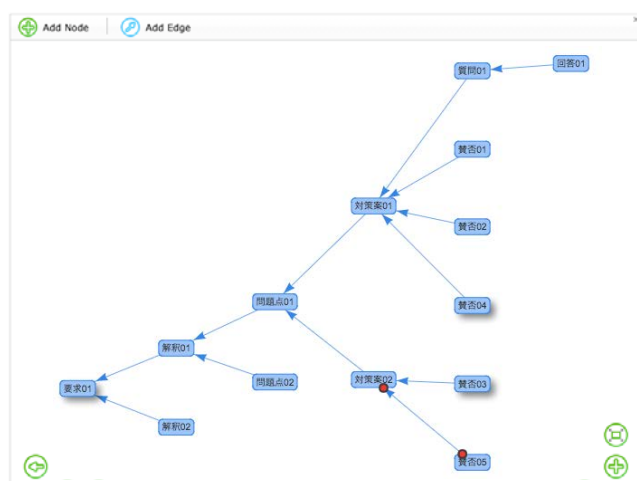 Add Node
Add Edge
質問01
回答01
賛否01
対策案01
賛否02
問題点01
賛否04
解釈01
問題点02
対策案02
賛否03
要求01
解釈02
賛否05